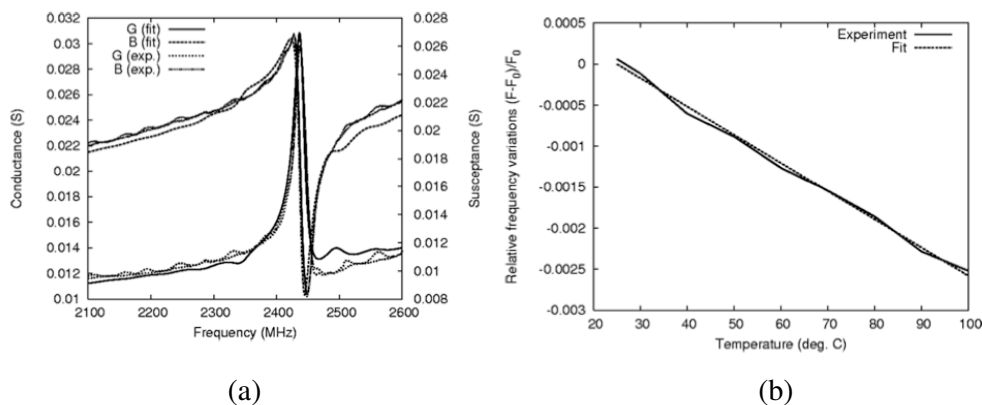 0.032
0.03
0.028
0.026
0.024
0.022
0.02
0.018
0.016
0.014
0.012
0.01
Conductance (S)
G (fit)
B (fit)
G (exp.)
B (exp.)
0.028
0.026
0.024
0.022
0.02
0.018
0.016
0.014
0.012
0.01
0.008
Susceptance (S)
2100 2200 2300 2400 2500 2600
Frequency (MHz)
(a)
0.0005
0
-0.0005
-0.001
-0.0015
-0.002
-0.0025
-0.003
Relative frequency variations (F-F0)/F0
Experiment
Fit
20 30 40 50 60 70 80 90 100
Temperature (deg. C)
(b)